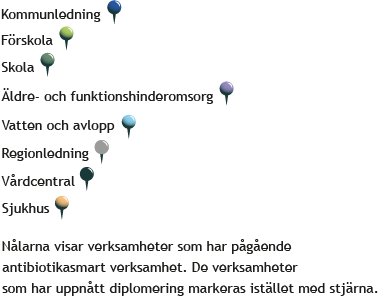 Kommunledning
Förskola
Skola
Äldre- och funktionshinderomsorg
Vatten och avlopp
Regionledning
Vårdcentral
Sjukhus
Nålarna visar verksamheter som har pågående
antibiotikasmart verksamhet. De verksamheter
som har uppnått diplomering markeras istället med stjärna.